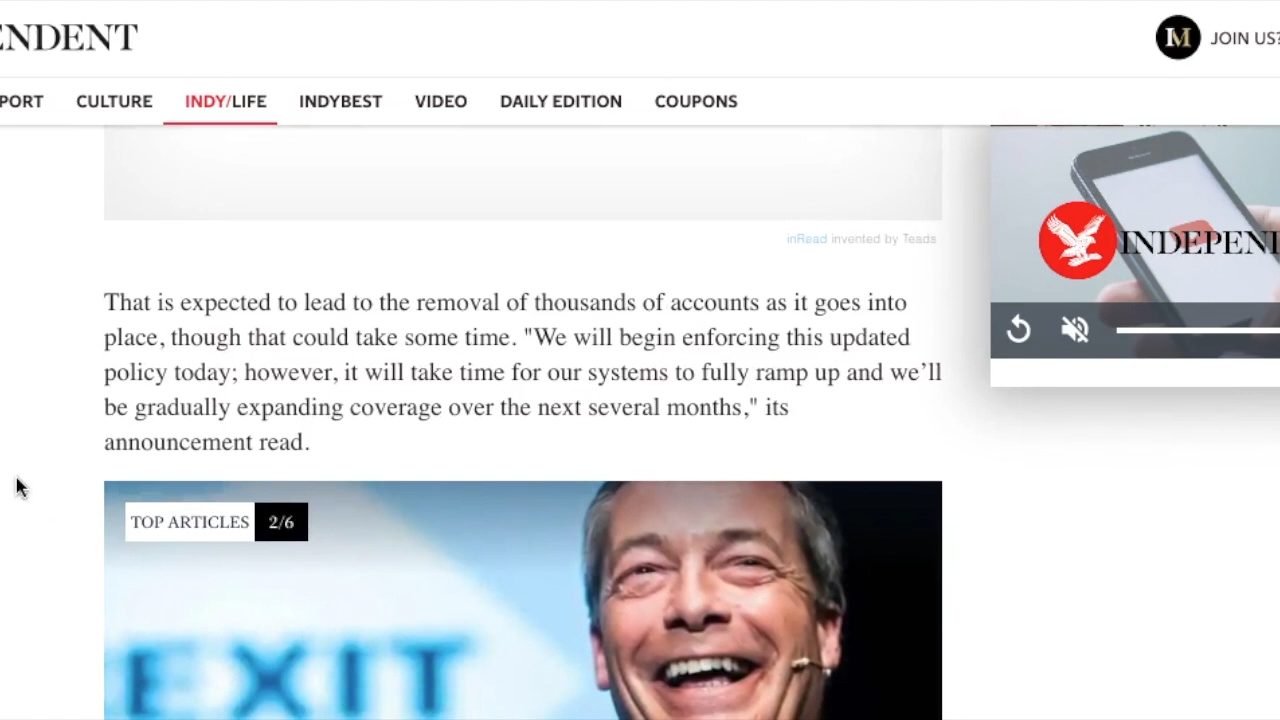 ENDENT
JOIN US?
PORT CULTURE INDY/LIFE INDYBEST VIDEO DAILY EDITION COUPONS
INDEPEN
inRead invented by Teads
That is expected to lead to the removal of thousands of accounts as it goes into
place, though that could take some time. "We will begin enforcing this updated
policy today; however, it will take time for our systems to fully ramp up and we’ll
be gradually expanding coverage over the next several months," its
announcement read.
TOP ARTICLES 2/6
EXIT